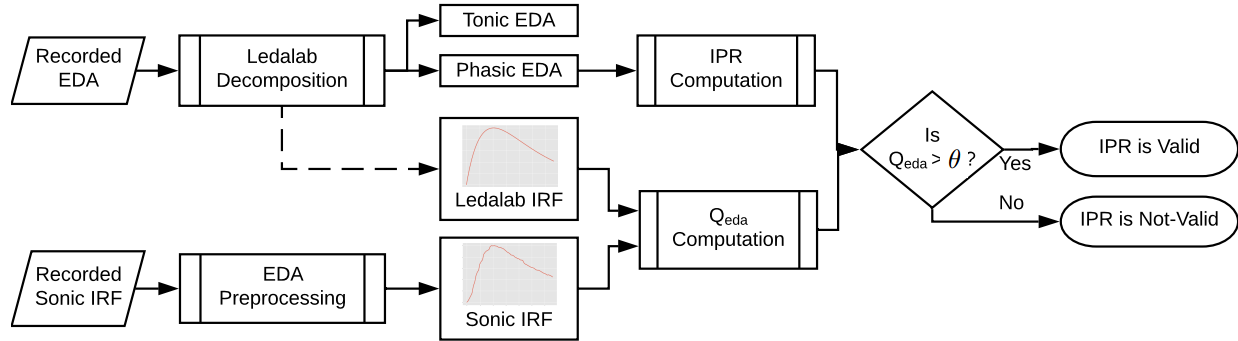 Recorded
EDA
Ledalab
Decomposition
Tonic EDA
Phasic EDA
IPR
Computation
Ledalab IRF
Recorded
Sonic IRF
EDA
Preprocessing
Sonic IRF
Qeda
Computation
Is
Qeda > θ ?
Yes
No
IPR is Valid
IPR is Not-Valid